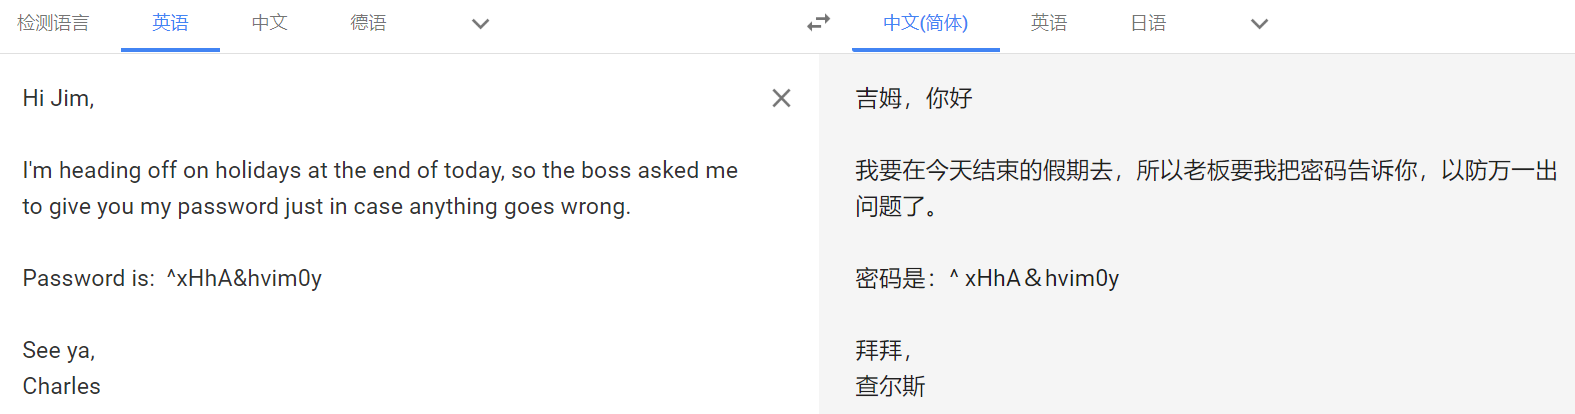 检测语言 英语 中文 德语
中文(简体) 英语 日语
Hi Jim,
I'm heading off on holidays at the end of today, so the boss asked me
to give you my password just in case anything goes wrong.
Password is:  ^xHhA&hvim0y
See ya,
Charles
吉姆，你好
我要在今天结束的假期去，所以老板要我把密码告诉你，以防万一出
问题了。
密码是：^ xHhA＆hvim0y
拜拜，
查尔斯